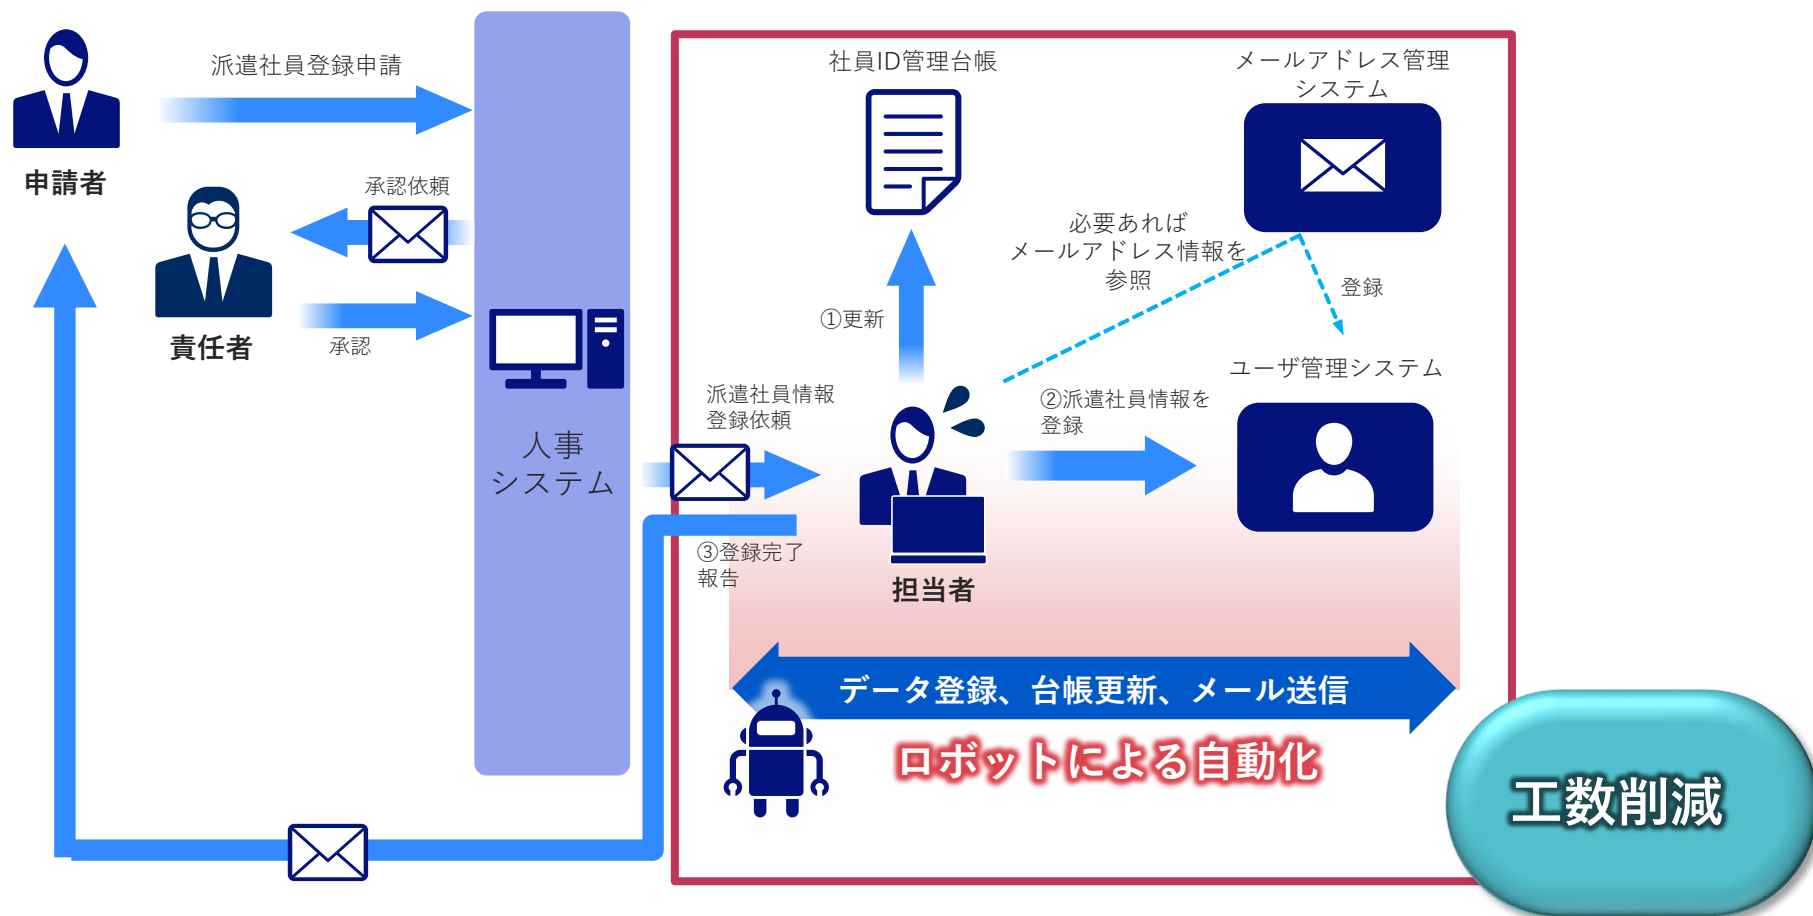 派遣社員登録申請
申請者
承認依頼
責任者
承認
人事
システム
社員ID管理台帳
メールアドレス管理
システム
必要あれば
メールアドレス情報を
参照
登録
①更新
ユーザ管理システム
派遣社員情報
登録依頼
②派遣社員情報を
登録
③登録完了
報告
担当者
データ登録、台帳更新、メール送信
ロボットによる自動化
工数削減